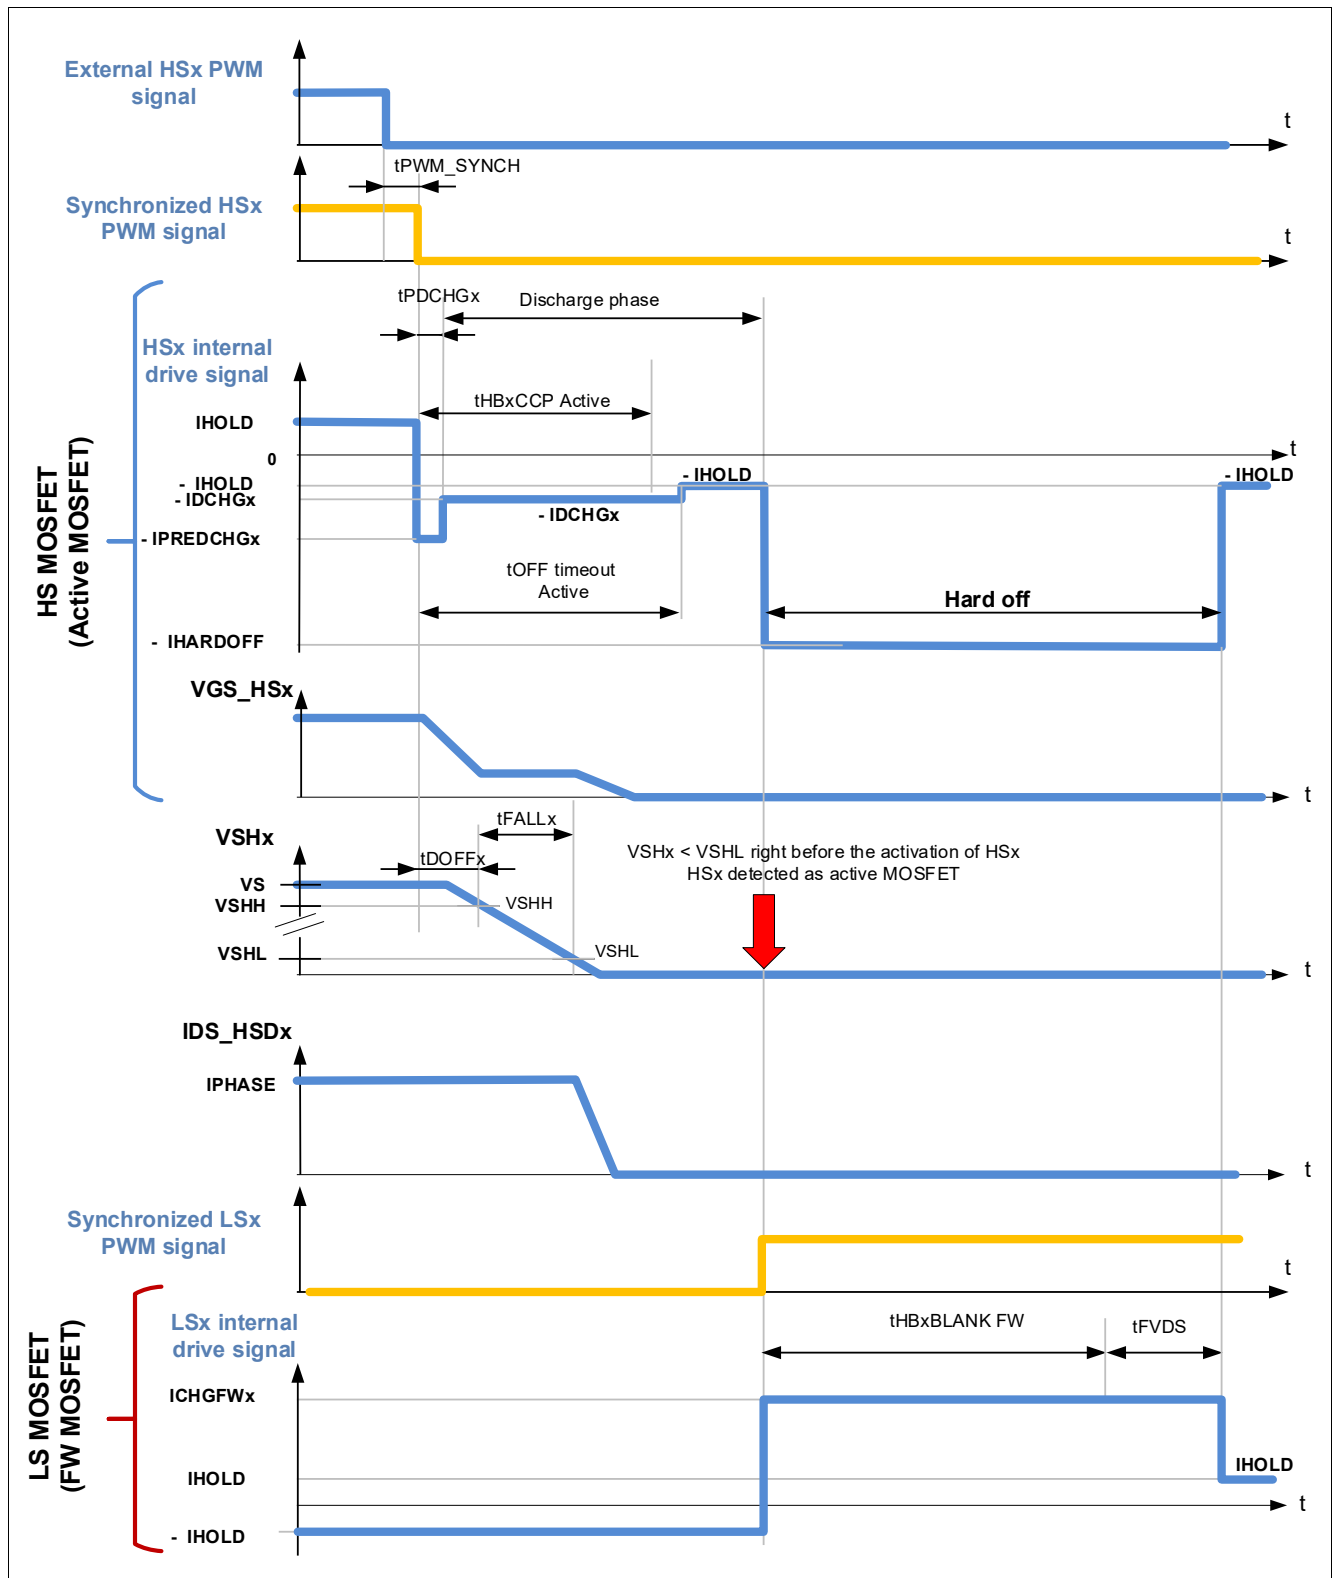 External HSx PWM
signal
t
tPWM_SYNCH
Synchronized HSx
PWM signal
t
tPDCHGx
Discharge phase
HSx internal
drive signal
tHBxCCP Active
IHOLD
0
t
- IHOLD
- IHOLD
- IHOLD
- IDCHGx
- IDCHGx
- IPREDCHGx
HS MOSFET
(Active MOSFET)
tOFF timeout
Active
Hard off
- IHARDOFF
VGS_HSx
t
tFALLx
VSHx
tDOFFx
VSHx < VSHL right before the activation of HSx
HSx detected as active MOSFET
VS
VSHH
VSHH
VSHL
VSHL
t
IDS_HSDx
IPHASE
t
Synchronized LSx
PWM signal
t
LSx internal
drive signal
tHBxBLANK FW
tFVDS
ICHGFWx
LS MOSFET
(FW MOSFET)
IHOLD
IHOLD
t
- IHOLD